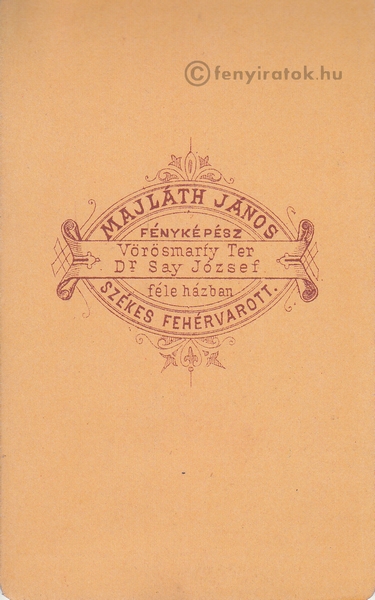 © fenyiratok.hu
MAJLÁTH JÁNOS
FÉNYKÉPÉSZ
Vörösmarty Ter
Dr Say József
féle házban
SZÉKES FEHÉRVAROTT.